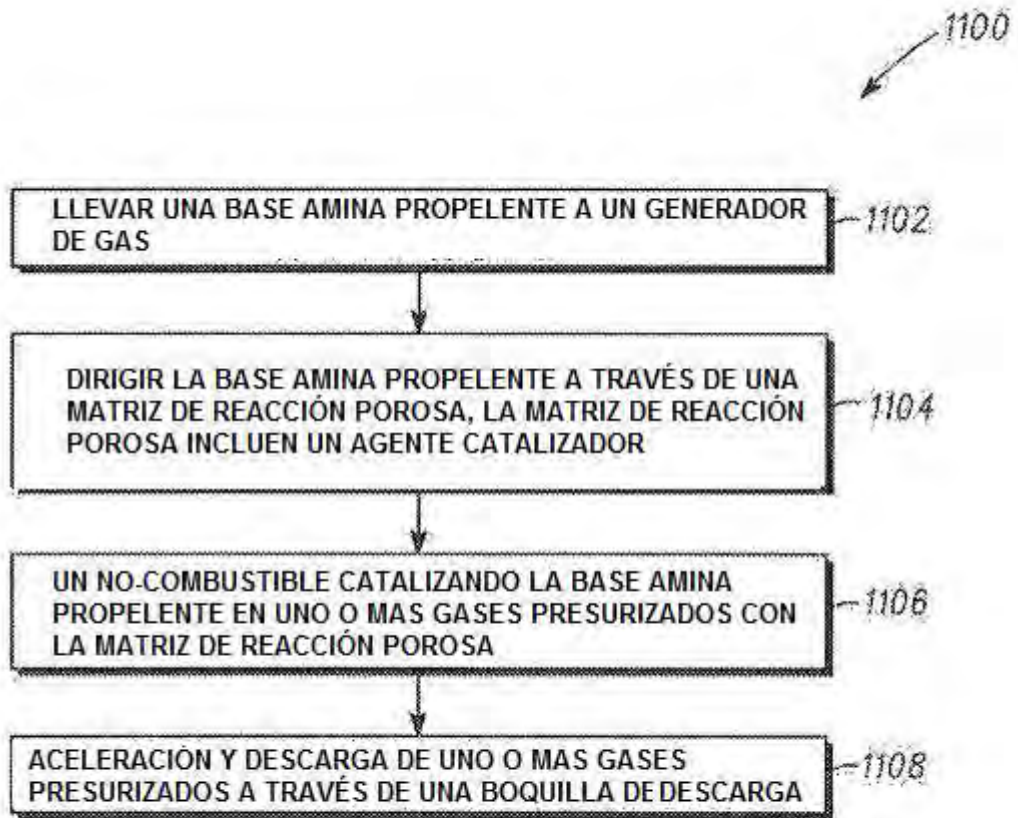 1100
LLEVAR UNA BASE AMINA PROPELENTE A UN GENERADOR
DE GAS
1102
DIRIGIR LA BASE AMINA PROPELENTE A TRAVÉS DE UNA
MATRIZ DE REACCIÓN POROSA, LA MATRIZ DE REACCIÓN
POROSA INCLUEN UN AGENTE CATALIZADOR
1104
UN NO-COMBUSTIBLE CATALIZANDO LA BASE AMINA
PROPELENTE EN UNO O MAS GASES PRESURIZADOS CON
LA MATRIZ DE REACCIÓN POROSA
1106
ACELERACIÓN Y DESCARGA DE UNO O MAS GASES
PRESURIZADOS A TRAVÉS DE UNA BOQUILLA DE DESCARGA
1108